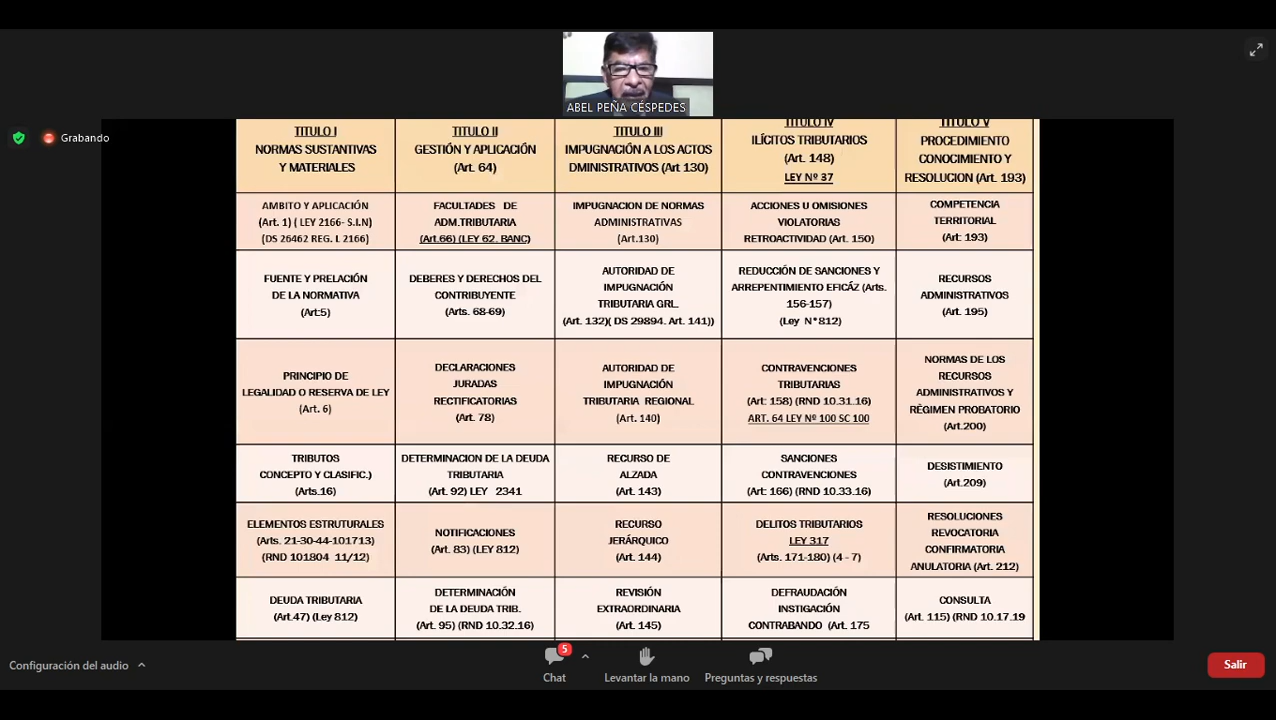 ABEL PEÑA CÉSPEDES
Grabando
TITULO I
NORMAS SUSTANTIVAS
Y MATERIALES
TITULO II
GESTIÓN Y APLICACIÓN
(Art. 64)
TITULO III
IMPUGNACIÓN A LOS ACTOS
DMINISTRATIVOS (Art 130)
TITULO IV
ILÍCITOS TRIBUTARIOS
(Art. 148)
LEY Nº 37
TITULO V
PROCEDIMIENTO
CONOCIMIENTO Y
RESOLUCION (Art. 193)
AMBITO Y APLICACIÓN
(Art. 1) ( LEY 2166- S.I.N)
(DS 26462 REG. L 2166)
FACULTADES DE
ADM.TRIBUTARIA
(Art.66) (LEY 62. BANC)
IMPUGNACION DE NORMAS
ADMINISTRATIVAS
(Art.130)
ACCIONES U OMISIONES
VIOLATORIAS
RETROACTIVIDAD (Art. 150)
COMPETENCIA
TERRITORIAL
(Art: 193)
FUENTE Y PRELACIÓN
DE LA NORMATIVA
(Art:5)
DEBERES Y DERECHOS DEL
CONTRIBUYENTE
(Arts. 68-69)
AUTORIDAD DE
IMPUGNACIÓN
TRIBUTARIA GRL.
(Art. 132)( DS 29894. Art. 141))
REDUCCIÓN DE SANCIONES Y
ARREPENTIMIENTO EFICÁZ (Arts.
156-157)
(Ley N°812)
RECURSOS
ADMINISTRATIVOS
(Art. 195)
PRINCIPIO DE
LEGALIDAD O RESERVA DE LEY
(Art. 6)
DECLARACIONES
JURADAS
RECTIFICATORIAS
(Art. 78)
AUTORIDAD DE
IMPUGNACIÓN
TRIBUTARIA REGIONAL
(Art. 140)
CONTRAVENCIONES
TRIBUTARIAS
(Art: 158) (RND 10.31.16)
ART. 64 LEY Nº 100 SC 100
NORMAS DE LOS
RECURSOS
ADMINISTRATIVOS Y
RÉGIMEN PROBATORIO
(Art.200)
TRIBUTOS
CONCEPTO Y CLASIFIC.)
(Arts.16)
DETERMINACION DE LA DEUDA
TRIBUTARIA
(Art. 92) LEY 2341
RECURSO DE
ALZADA
(Art. 143)
SANCIONES
CONTRAVENCIONES
(Art: 166) (RND 10.33.16)
DESISTIMIENTO
(Art.209)
ELEMENTOS ESTRUTURALES
(Arts. 21-30-44-101713)
(RND 101804 11/12)
NOTIFICACIONES
(Art. 83) (LEY 812)
RECURSO
JERÁRQUICO
(Art. 144)
DELITOS TRIBUTARIOS
LEY 317
(Arts. 171-180) (4 - 7)
RESOLUCIONES
REVOCATORIA
CONFIRMATORIA
ANULATORIA (Art. 212)
DEUDA TRIBUTARIA
(Art.47) (Ley 812)
DETERMINACIÓN
DE LA DEUDA TRIB.
(Art. 95) (RND 10.32.16)
REVISIÓN
EXTRAORDINARIA
(Art. 145)
DEFRAUDACIÓN
INSTIGACIÓN
CONTRABANDO (Art. 175
CONSULTA
(Art. 115) (RND 10.17.19
Configuración del audio
5
Chat
Levantar la mano
Preguntas y respuestas
Salir